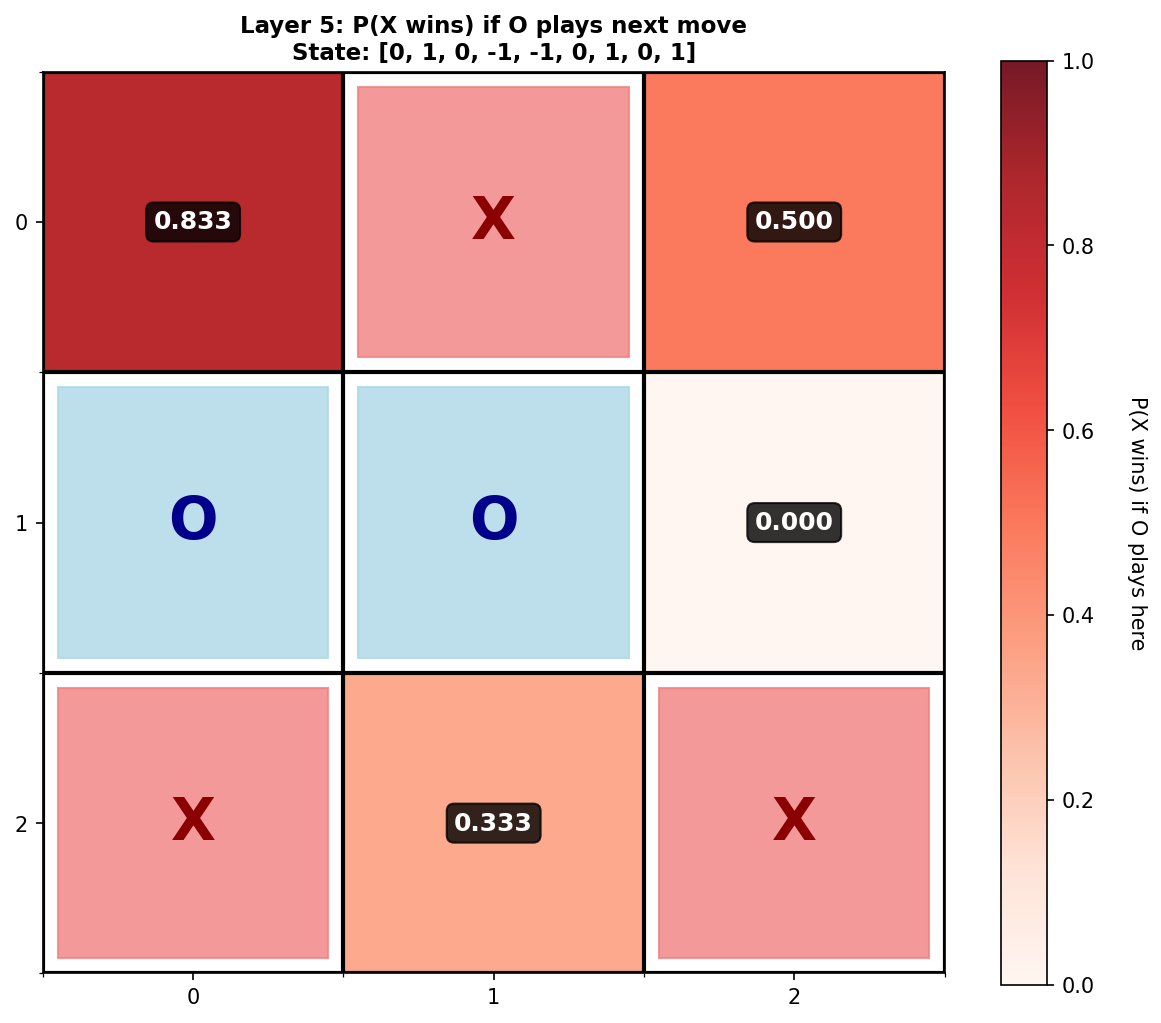 Layer 5: P(X wins) if O plays next move
State: [0, 1, 0, -1, -1, 0, 1, 0, 1]
0.833 X 0.500
O O 0.000
X 0.333 X
0
1
2
0 1 2
1.0
0.8
0.6
0.4
0.2
0.0
P(X wins) if O plays here